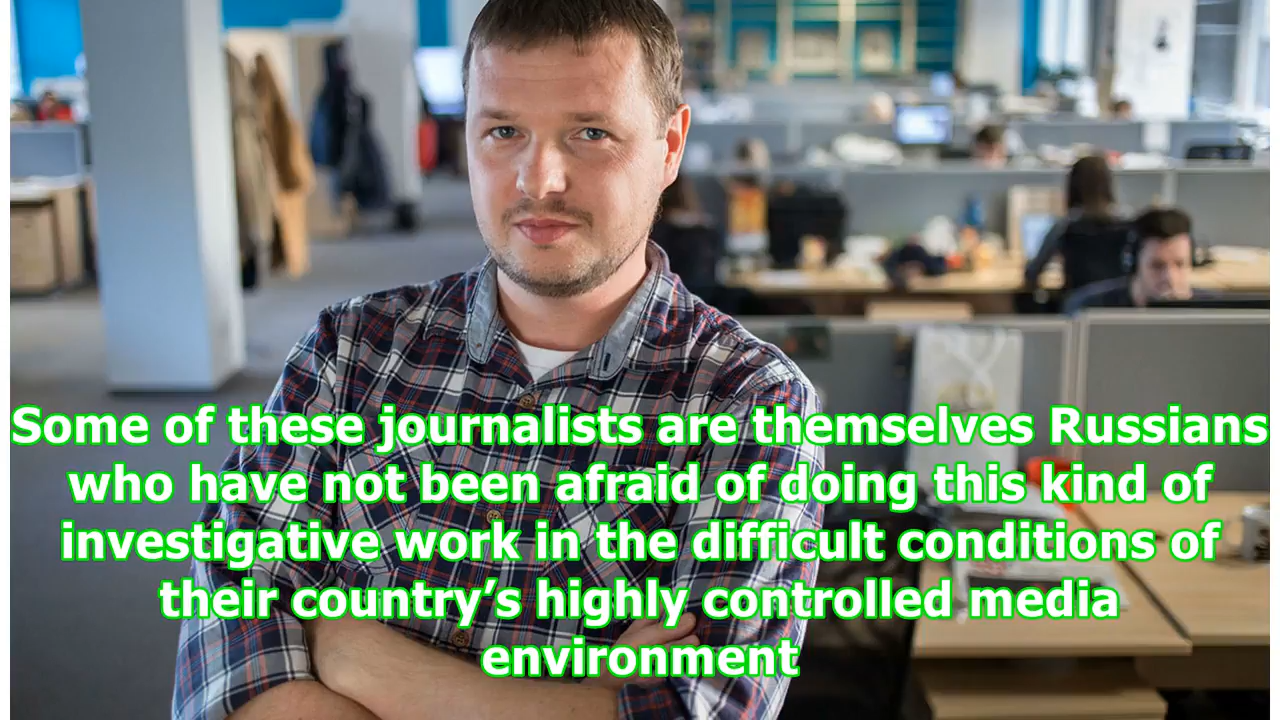 Some of these journalists are themselves Russians
who have not been afraid of doing this kind of
investigative work in the difficult conditions of
their country’s highly controlled media
environment